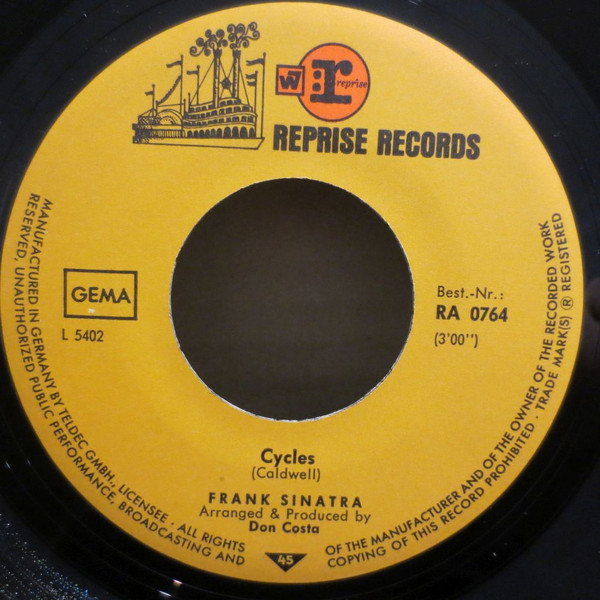 W7
r
reprise
REPRISE RECORDS
GEMA
L 5402
Best.-Nr.:
RA 0764
(3'00'')
Cycles
(Caldwell)
FRANK SINATRA
Arranged & Produced by
Don Costa
45
MANUFACTURED IN GERMANY BY TELDEC GMBH., LICENSEE · ALL RIGHTS
RESERVED, UNAUTHORIZED PUBLIC PERFORMANCE, BROADCASTING AND
OF THE MANUFACTURER AND OF THE OWNER OF THE RECORDED WORK
COPYING OF THIS RECORD PROHIBITED · TRADE MARK(S) ® REGISTERED